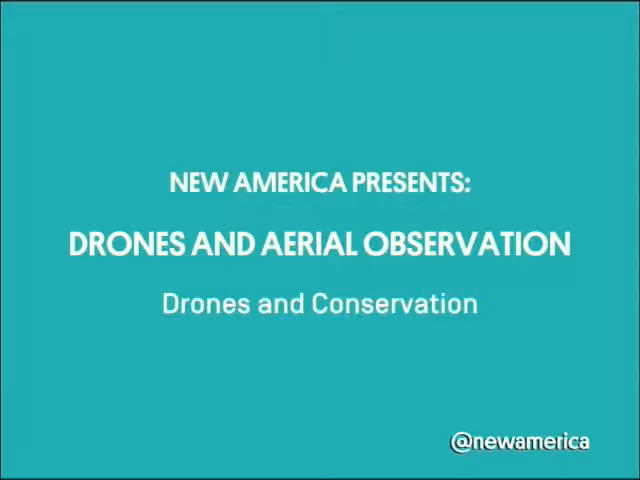 NEW AMERICA PRESENTS:
DRONES AND AERIAL OBSERVATION
Drones and Conservation
@newamerica